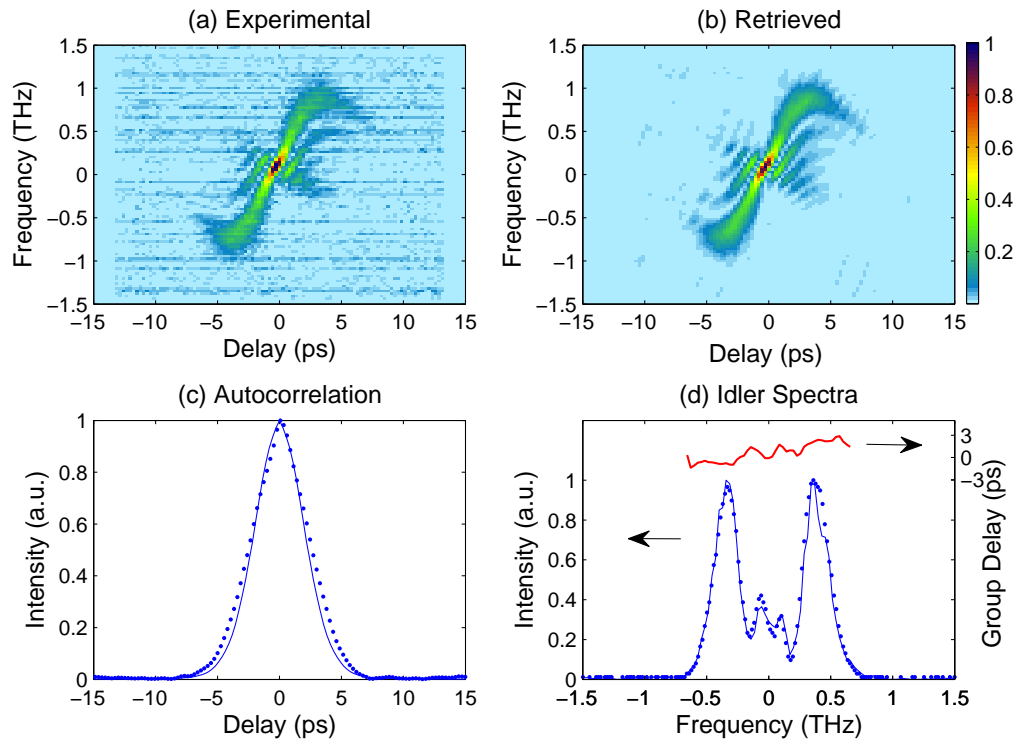 (a) Experimental
(b) Retrieved
1.5
1
0.5
0
−0.5
−1
−1.5
Frequency (THz)
−15 −10 −5 0 5 10 15
Delay (ps)
1.5
1
0.5
0
−0.5
−1
−1.5
Frequency (THz)
−15 −10 −5 0 5 10 15
Delay (ps)
1
0.8
0.6
0.4
0.2
(c) Autocorrelation
(d) Idler Spectra
1
0.8
0.6
0.4
0.2
0
Intensity (a.u.)
−15 −10 −5 0 5 10 15
Delay (ps)
1
0.8
0.6
0.4
0.2
0
Intensity (a.u.)
−1.5 −1 −0.5 0 0.5 1 1.5
Frequency (THz)
3
0
−3
Group Delay (ps)